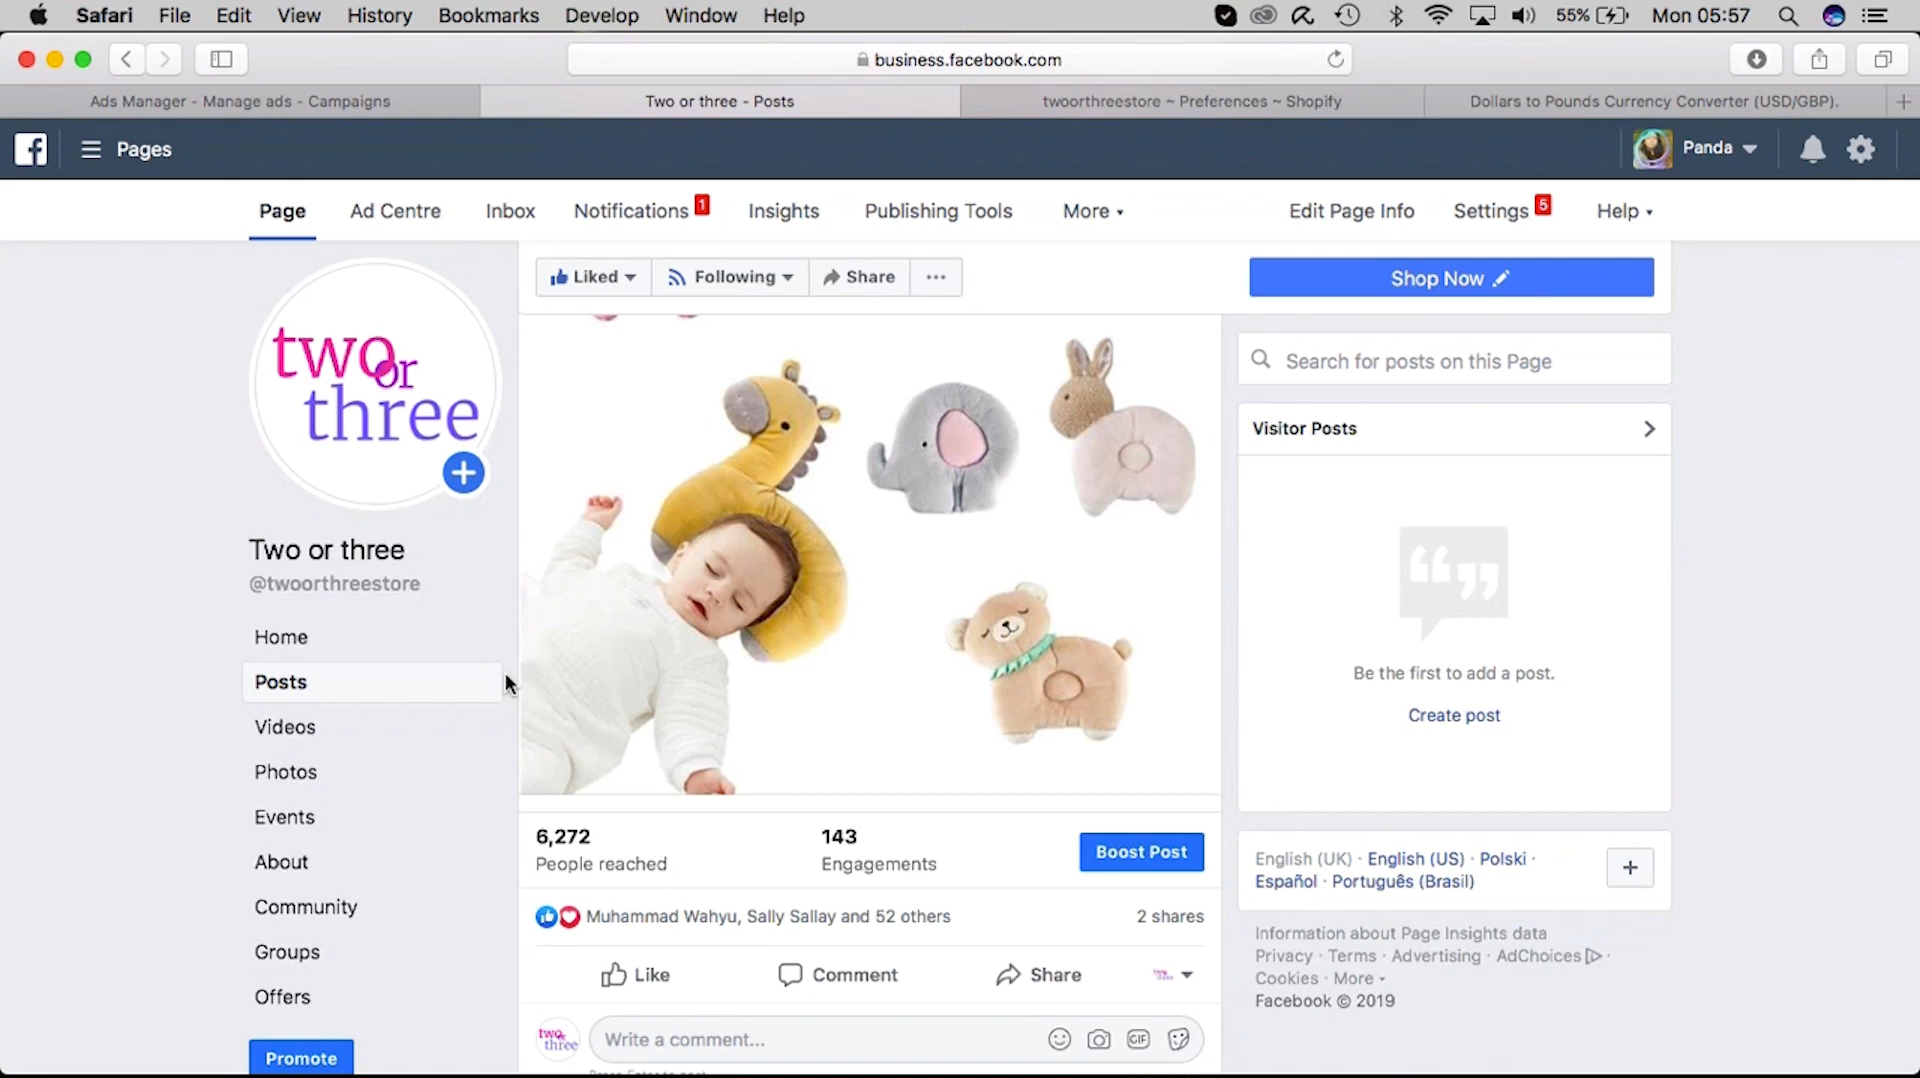 Safari File Edit View History Bookmarks Develop Window Help 55% Mon 05:57
business.facebook.com
Ads Manager - Manage ads - Campaigns Two or three - Posts twoorthreestore ~ Preferences ~ Shopify Dollars to Pounds Currency Converter (USD/GBP).
Pages Panda
Page Ad Centre Inbox Notifications 1 Insights Publishing Tools More Edit Page Info Settings 5 Help
Liked Following Share Shop Now
two or three
Search for posts on this Page
Visitor Posts
Two or three
@twoorthreestore
Home
Posts
Videos
Photos
Events
About
Community
Groups
Offers
Promote
Be the first to add a post.
Create post
6,272 143
People reached Engagements
Boost Post
Muhammad Wahyu, Sally Sallay and 52 others 2 shares
Like Comment Share
two or three
Write a comment...
GIF
English (UK) · English (US) · Polski ·
Español · Português (Brasil)
Information about Page Insights data
Privacy · Terms · Advertising · AdChoices ·
Cookies · More
Facebook © 2019